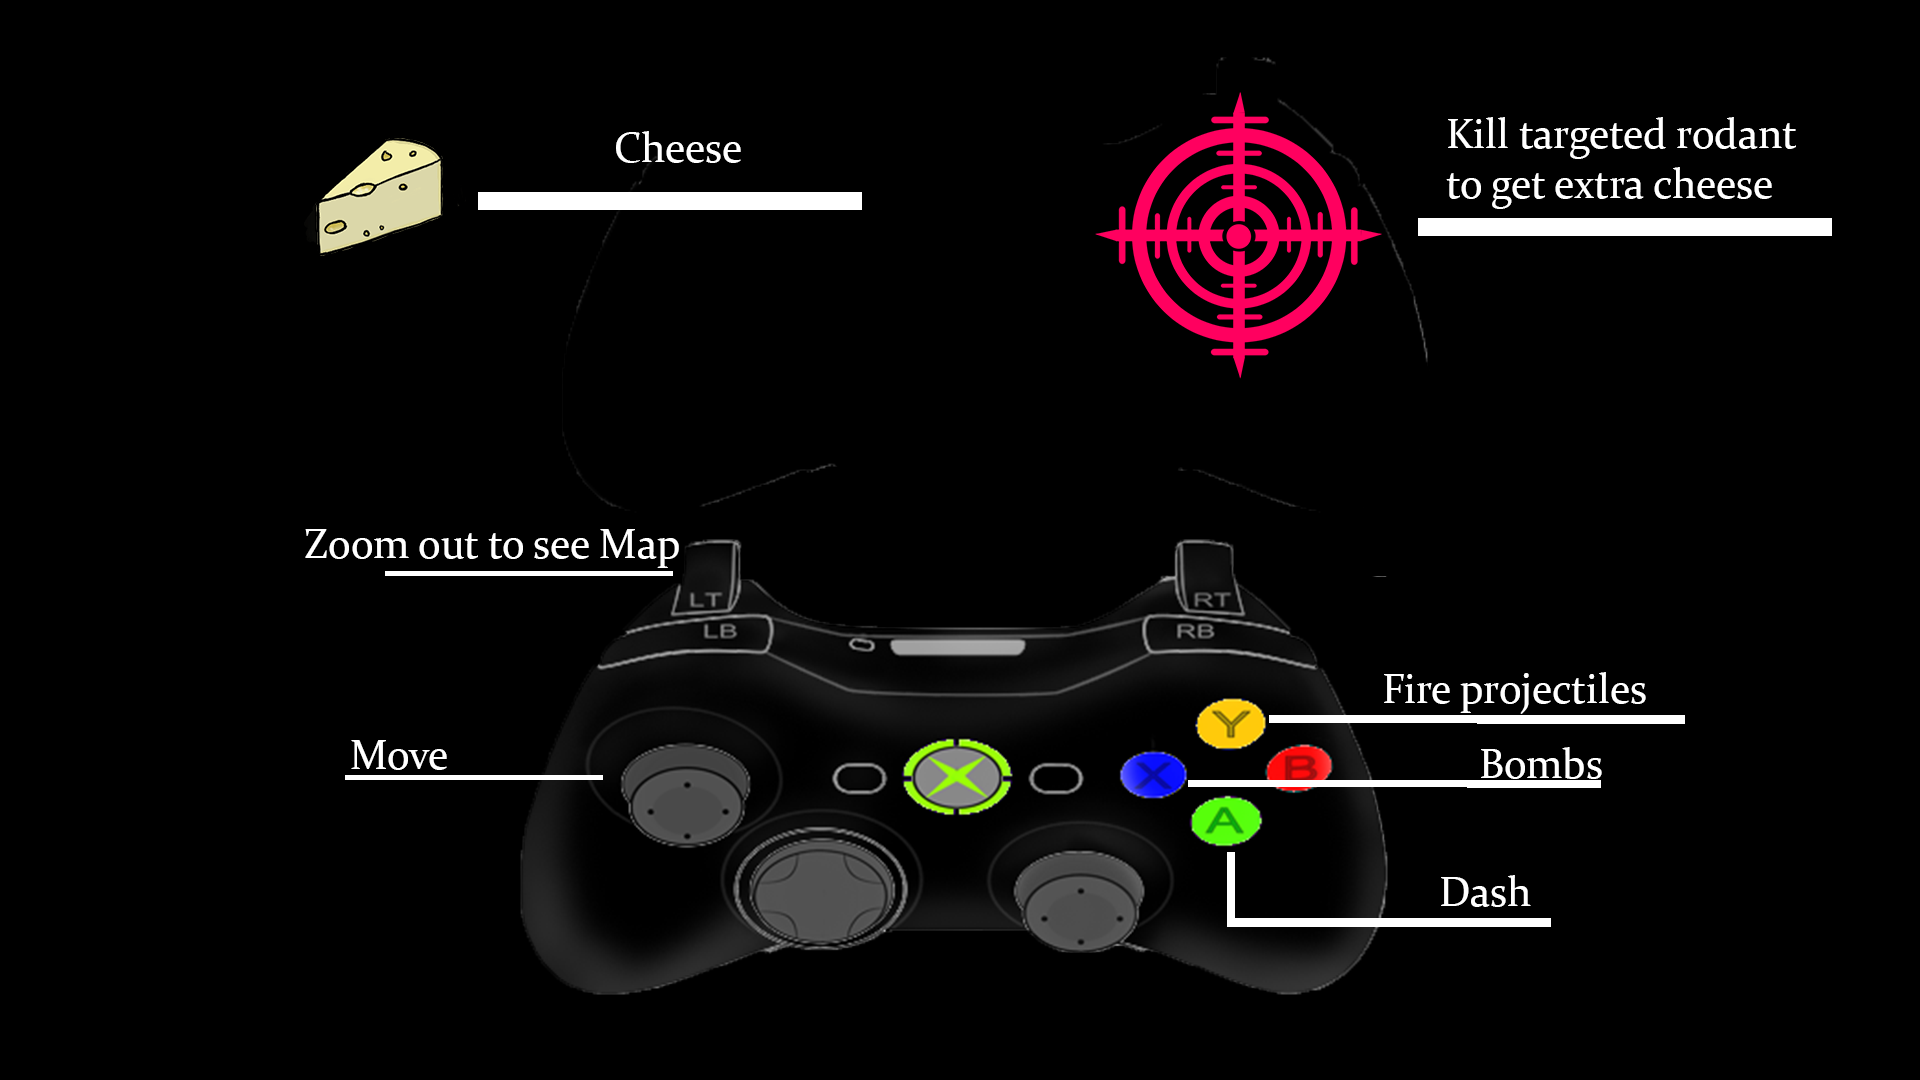 Cheese
Kill targeted rodant
to get extra cheese
Zoom out to see Map
LT
RT
LB
RB
Fire projectiles
Y
Move
Bombs
X
B
A
Dash